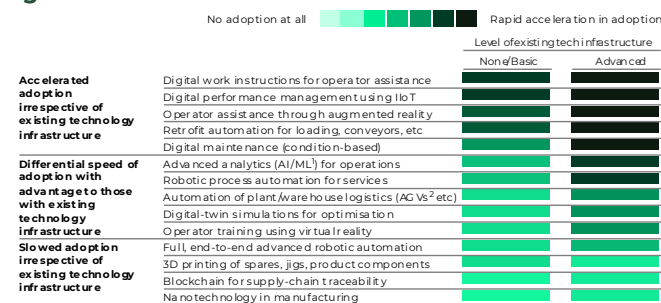 No adoption at all
Rapid acceleration in adoption
Level of existing tech infrastructure
None/Basic
Advanced
Accelerated
adoption
irrespective of
existing technology
infrastructure
Digital work instructions for operator assistance
Digital performance management using IIoT
Operator assistance through augmented reality
Retrofit automation for loading, conveyors, etc
Digital maintenance (condition-based)
Differential speed of
adoption with
advantage to those
with existing
technology
infrastructure
Advanced analytics (AI/ML¹) for operations
Robotic process automation for services
Automation of plant/warehouse logistics (AGVs² etc)
Digital-twin simulations for optimisation
Operator training using virtual reality
Slowed adoption
irrespective of
existing technology
infrastructure
Full, end-to-end advanced robotic automation
3D printing of spares, jigs, product components
Blockchain for supply-chain traceability
Nanotechnology in manufacturing